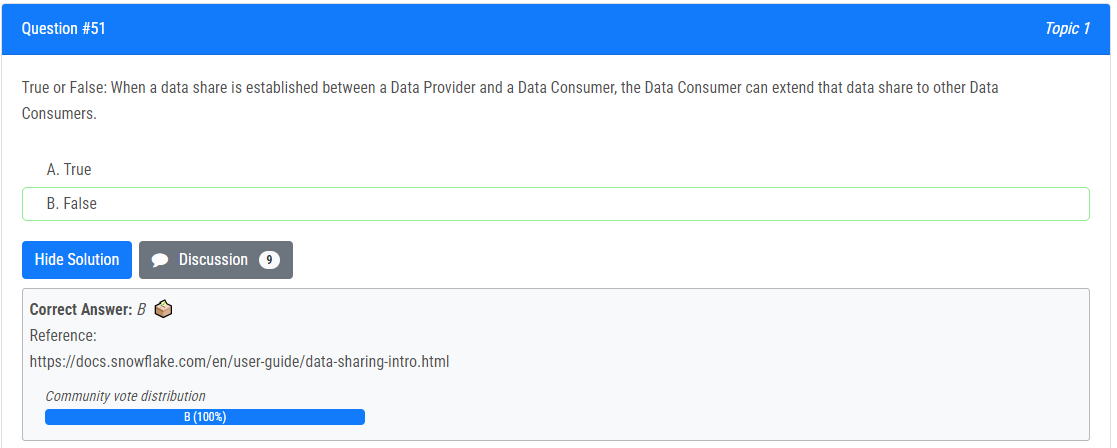 Question #51
Topic 1
True or False: When a data share is established between a Data Provider and a Data Consumer, the Data Consumer can extend that data share to other Data
Consumers.
A. True
B. False
Hide Solution
Discussion 9
Correct Answer: B
Reference:
https://docs.snowflake.com/en/user-guide/data-sharing-intro.html
Community vote distribution
B (100%)